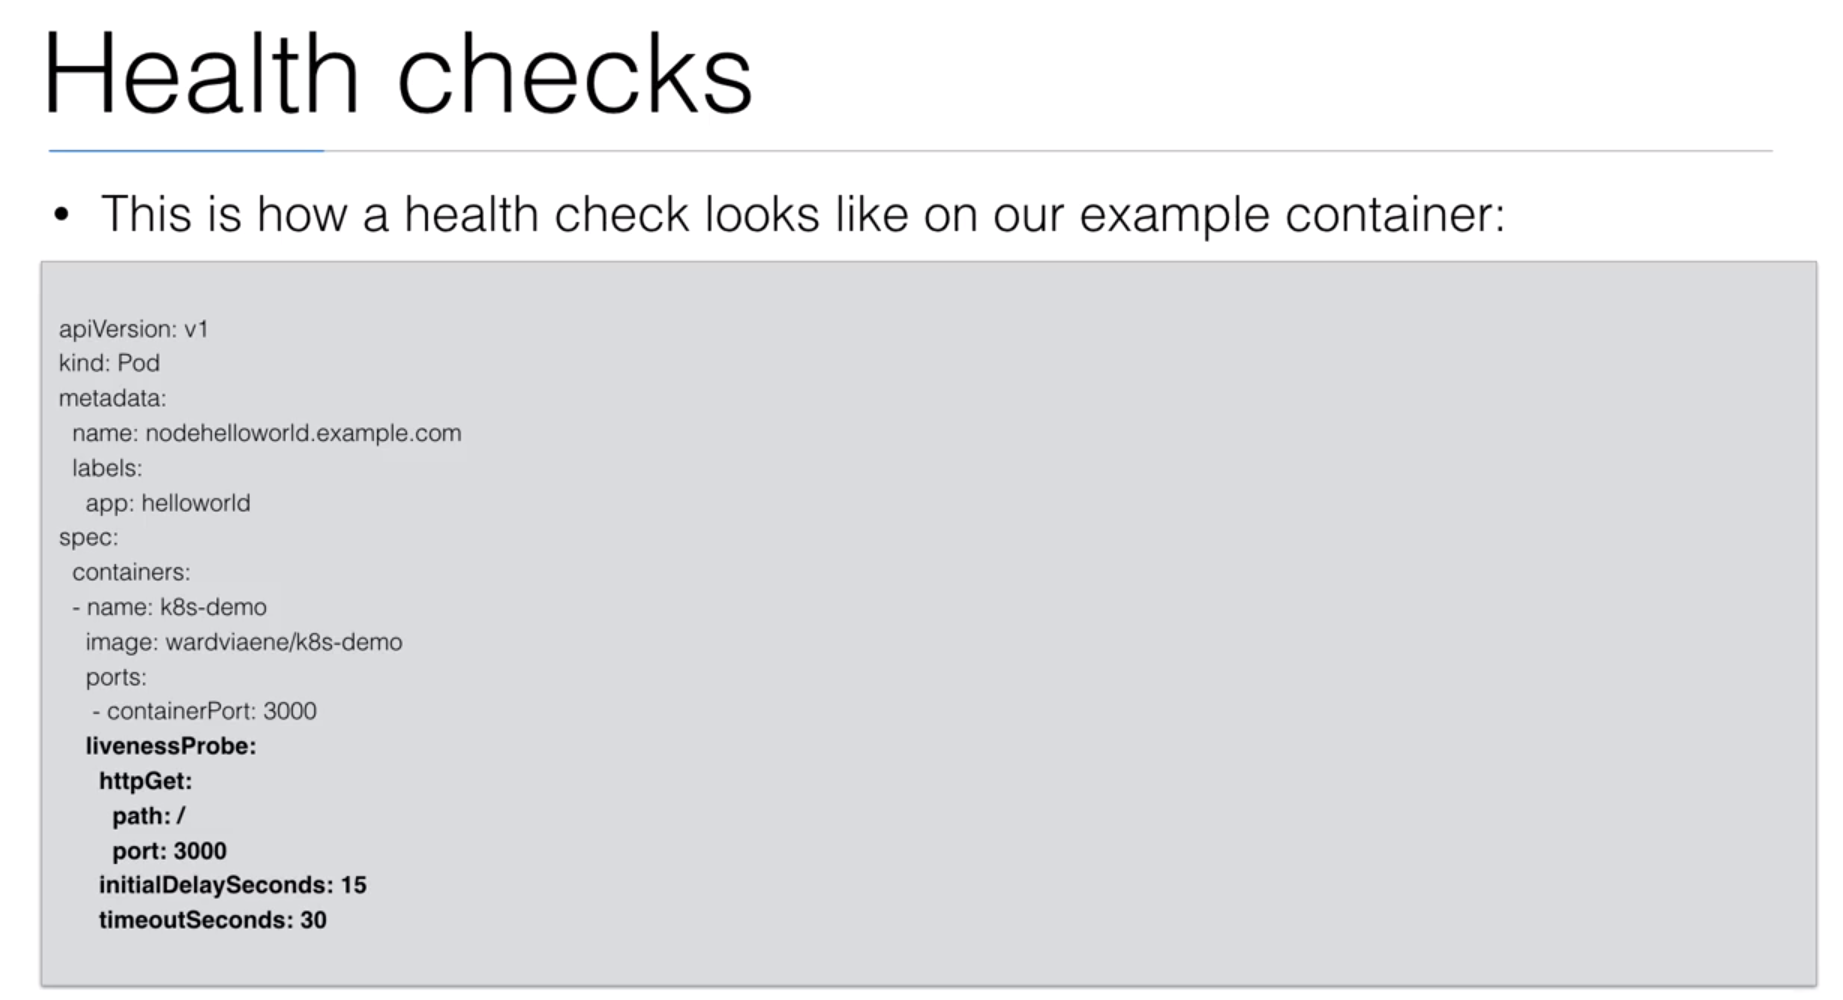 Health checks
• This is how a health check looks like on our example container:
apiVersion: v1
kind: Pod
metadata:
  name: nodehelloworld.example.com
  labels:
    app: helloworld
spec:
  containers:
  - name: k8s-demo
    image: wardviaene/k8s-demo
    ports:
     - containerPort: 3000
    livenessProbe:
      httpGet:
        path: /
        port: 3000
      initialDelaySeconds: 15
      timeoutSeconds: 30